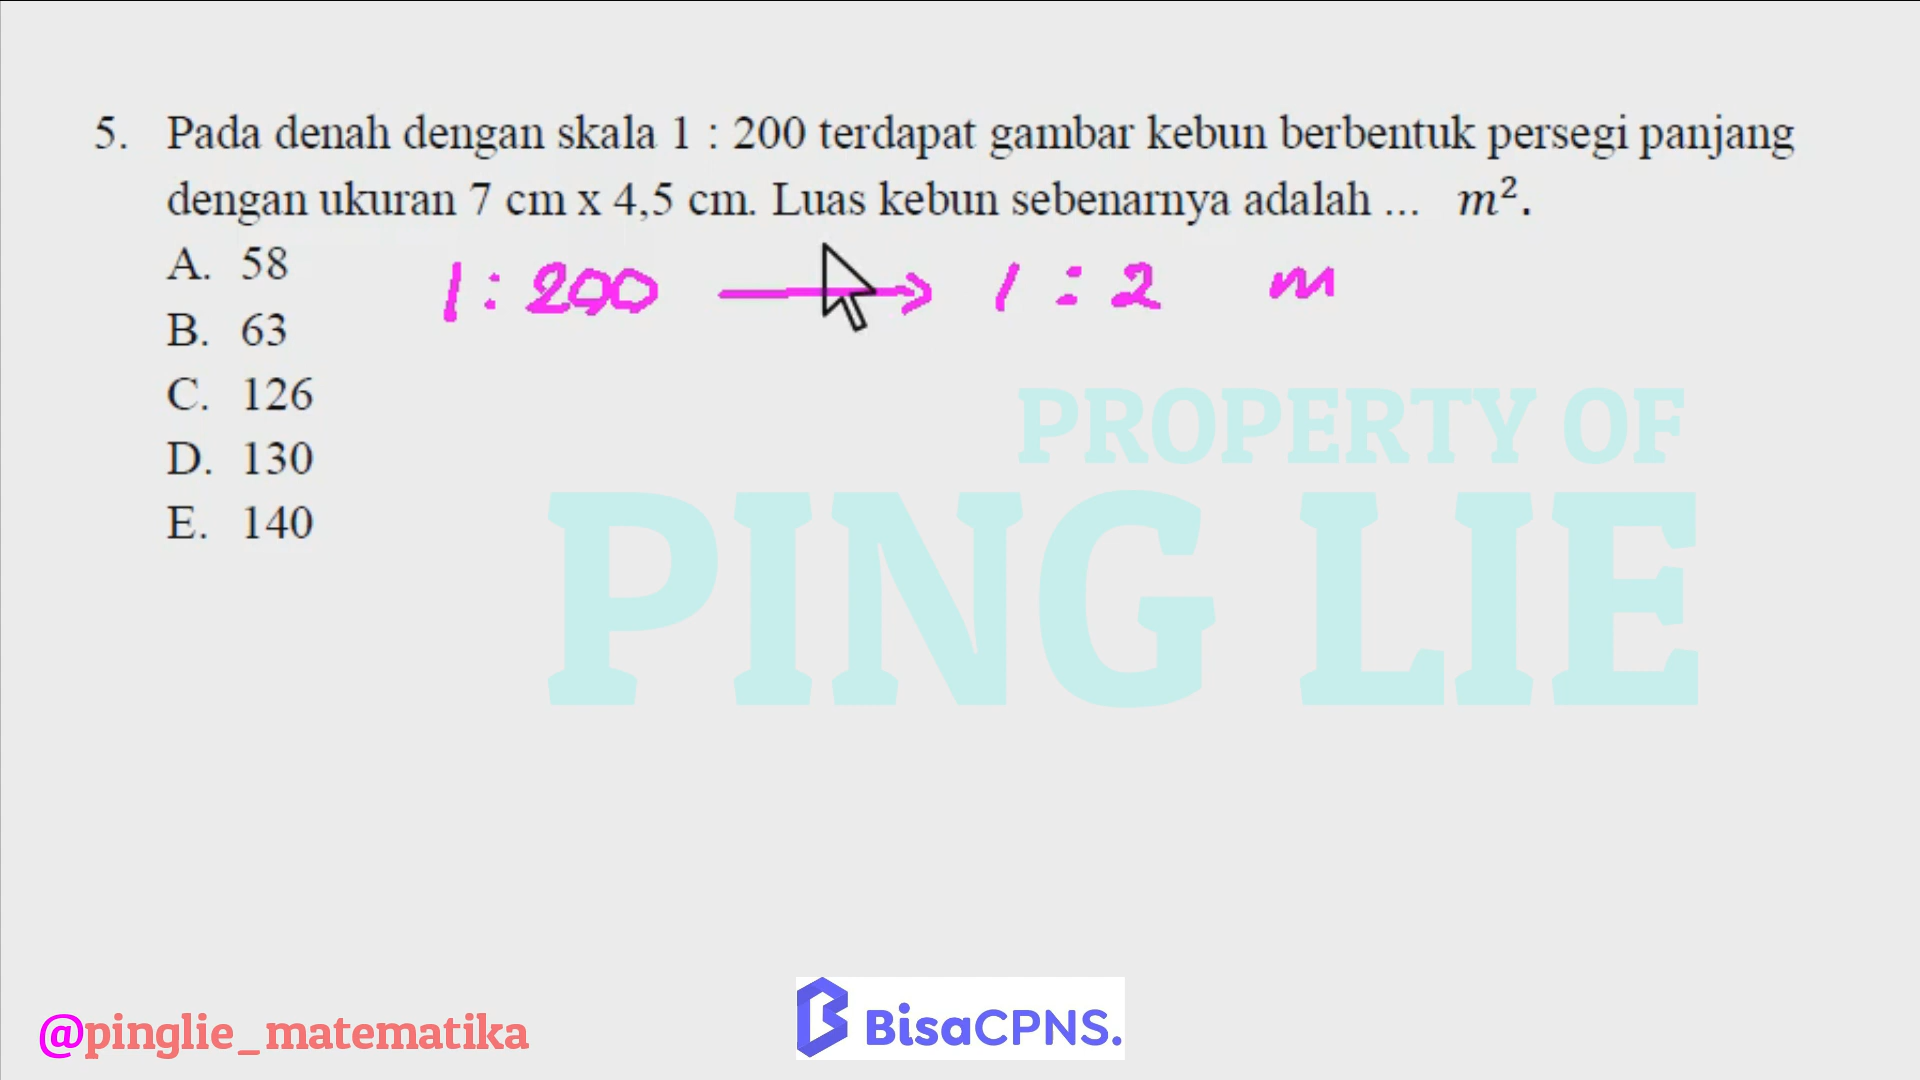 5. Pada denah dengan skala 1 : 200 terdapat gambar kebun berbentuk persegi panjang
dengan ukuran 7 cm x 4,5 cm. Luas kebun sebenarnya adalah ... m².
A. 58
1 : 200 → 1 : 2 m
B. 63
C. 126
D. 130
E. 140
PROPERTY OF
PING LIE
@pinglie_matematika
BisaCPNS.